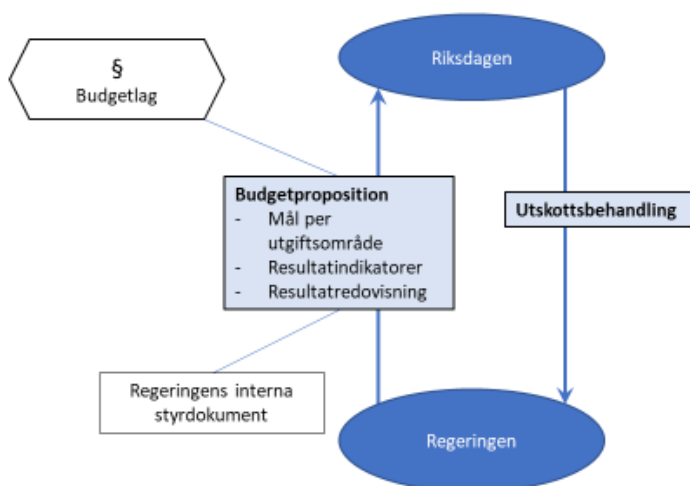 §
Budgetlag
Riksdagen
Budgetproposition
- Mål per
utgiftsområde
- Resultatindikatorer
- Resultatredovisning
Utskottsbehandling
Regeringens interna
styrdokument
Regeringen